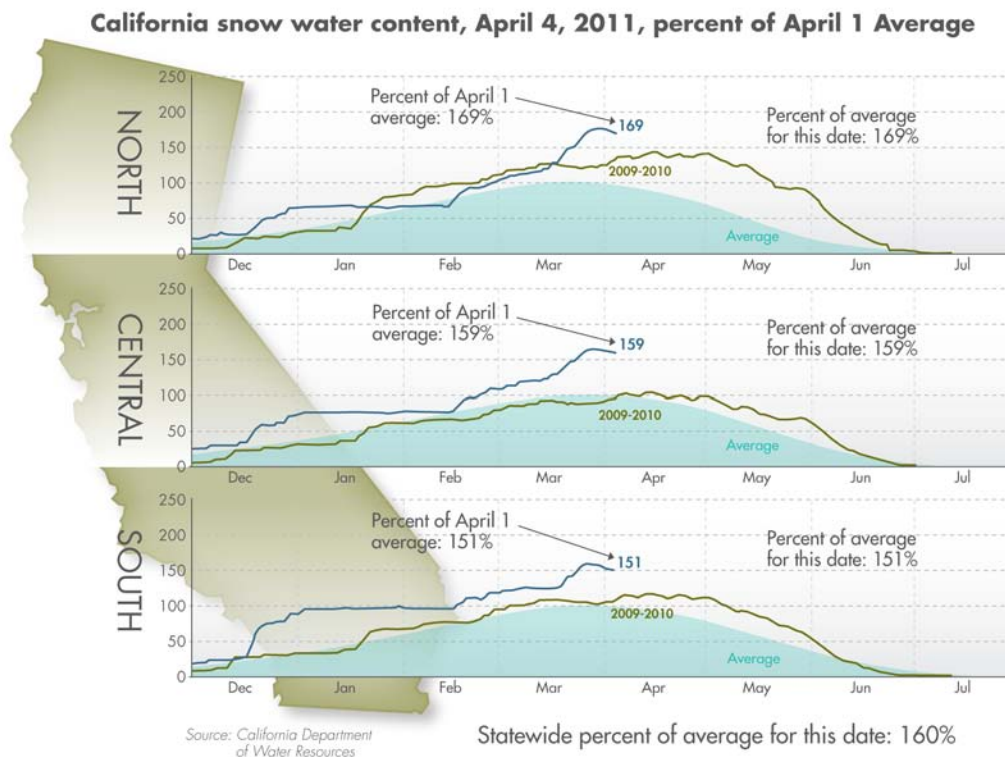 California snow water content, April 4, 2011, percent of April 1 Average
NORTH
250
200
150
100
50
0
Percent of April 1
average: 169%
169
2009-2010
Average
Percent of average
for this date: 169%
Dec Jan Feb Mar Apr May Jun Jul
CENTRAL
250
200
150
100
50
0
Percent of April 1
average: 159%
159
2009-2010
Average
Percent of average
for this date: 159%
Dec Jan Feb Mar Apr May Jun Jul
SOUTH
250
200
150
100
50
0
Percent of April 1
average: 151%
151
2009-2010
Average
Percent of average
for this date: 151%
Dec Jan Feb Mar Apr May Jun Jul
Source: California Department
of Water Resources
Statewide percent of average for this date: 160%